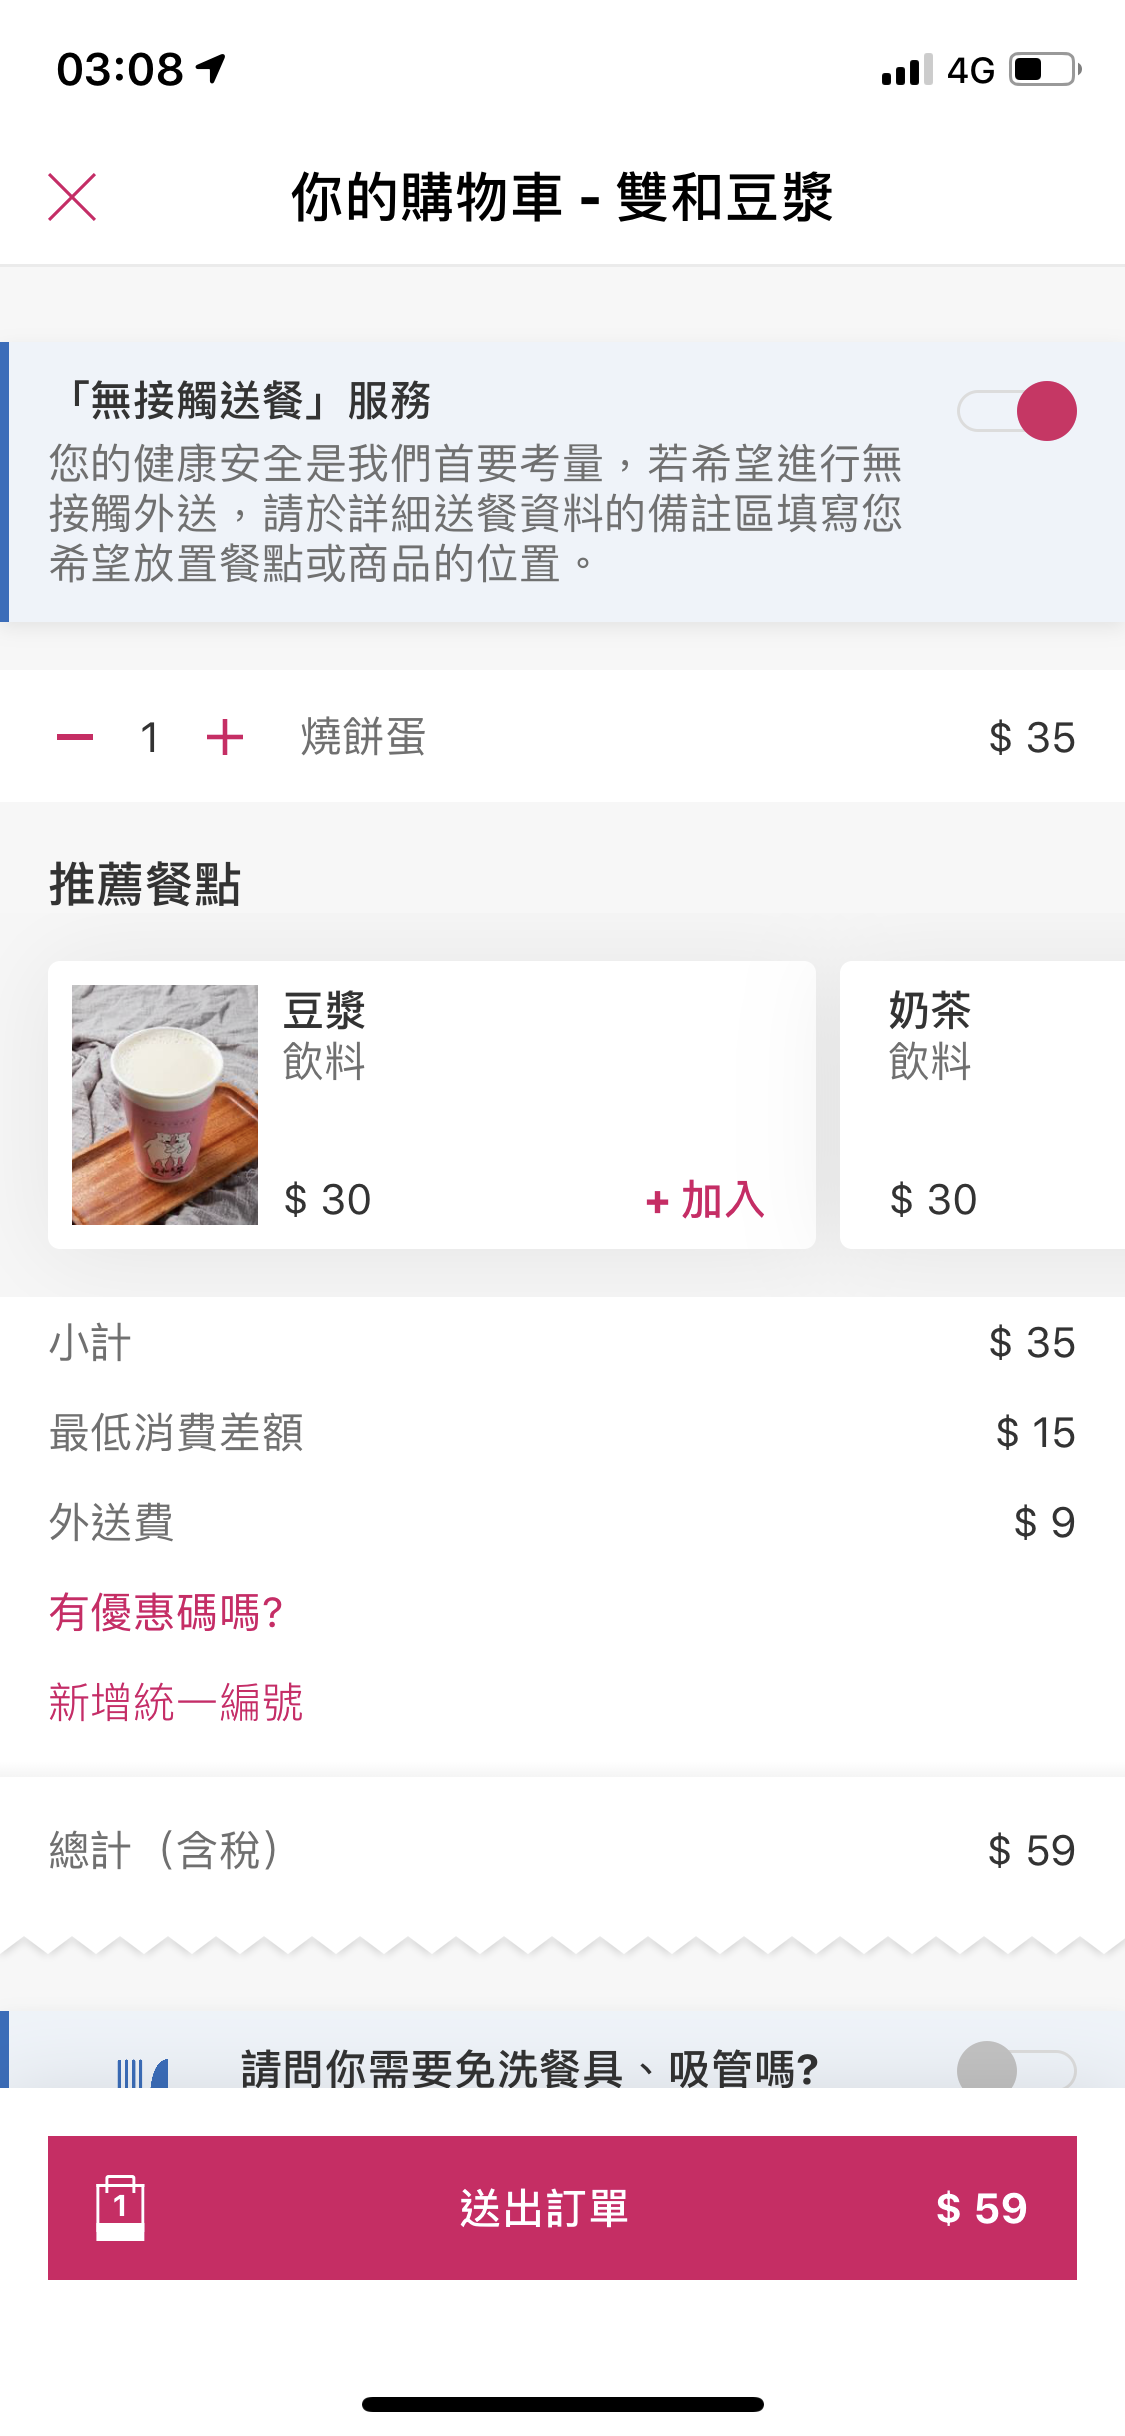 03:08
4G
你的購物車 - 雙和豆漿
「無接觸送餐」服務
您的健康安全是我們首要考量，若希望進行無
接觸外送，請於詳細送餐資料的備註區填寫您
希望放置餐點或商品的位置。
1 燒餅蛋 $ 35
推薦餐點
豆漿
飲料
$ 30
+ 加入
奶茶
飲料
$ 30
小計 $ 35
最低消費差額 $ 15
外送費 $ 9
有優惠碼嗎?
新增統一編號
總計（含稅） $ 59
請問你需要免洗餐具、吸管嗎?
1 送出訂單 $ 59